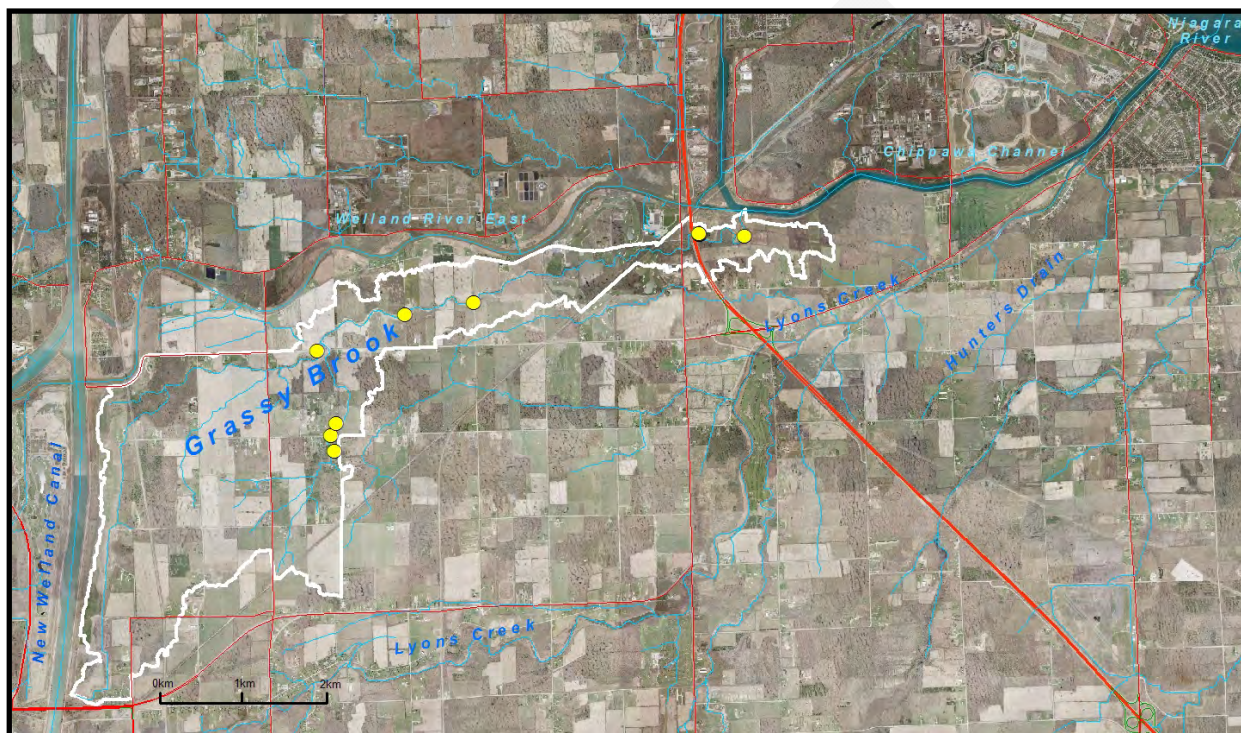 Niagara
River
Chippawa Channel
Welland River East
Lyons Creek
Hunters Drain
Grassy Brook
New Welland Canal
Lyons Creek
0km 1km 2km